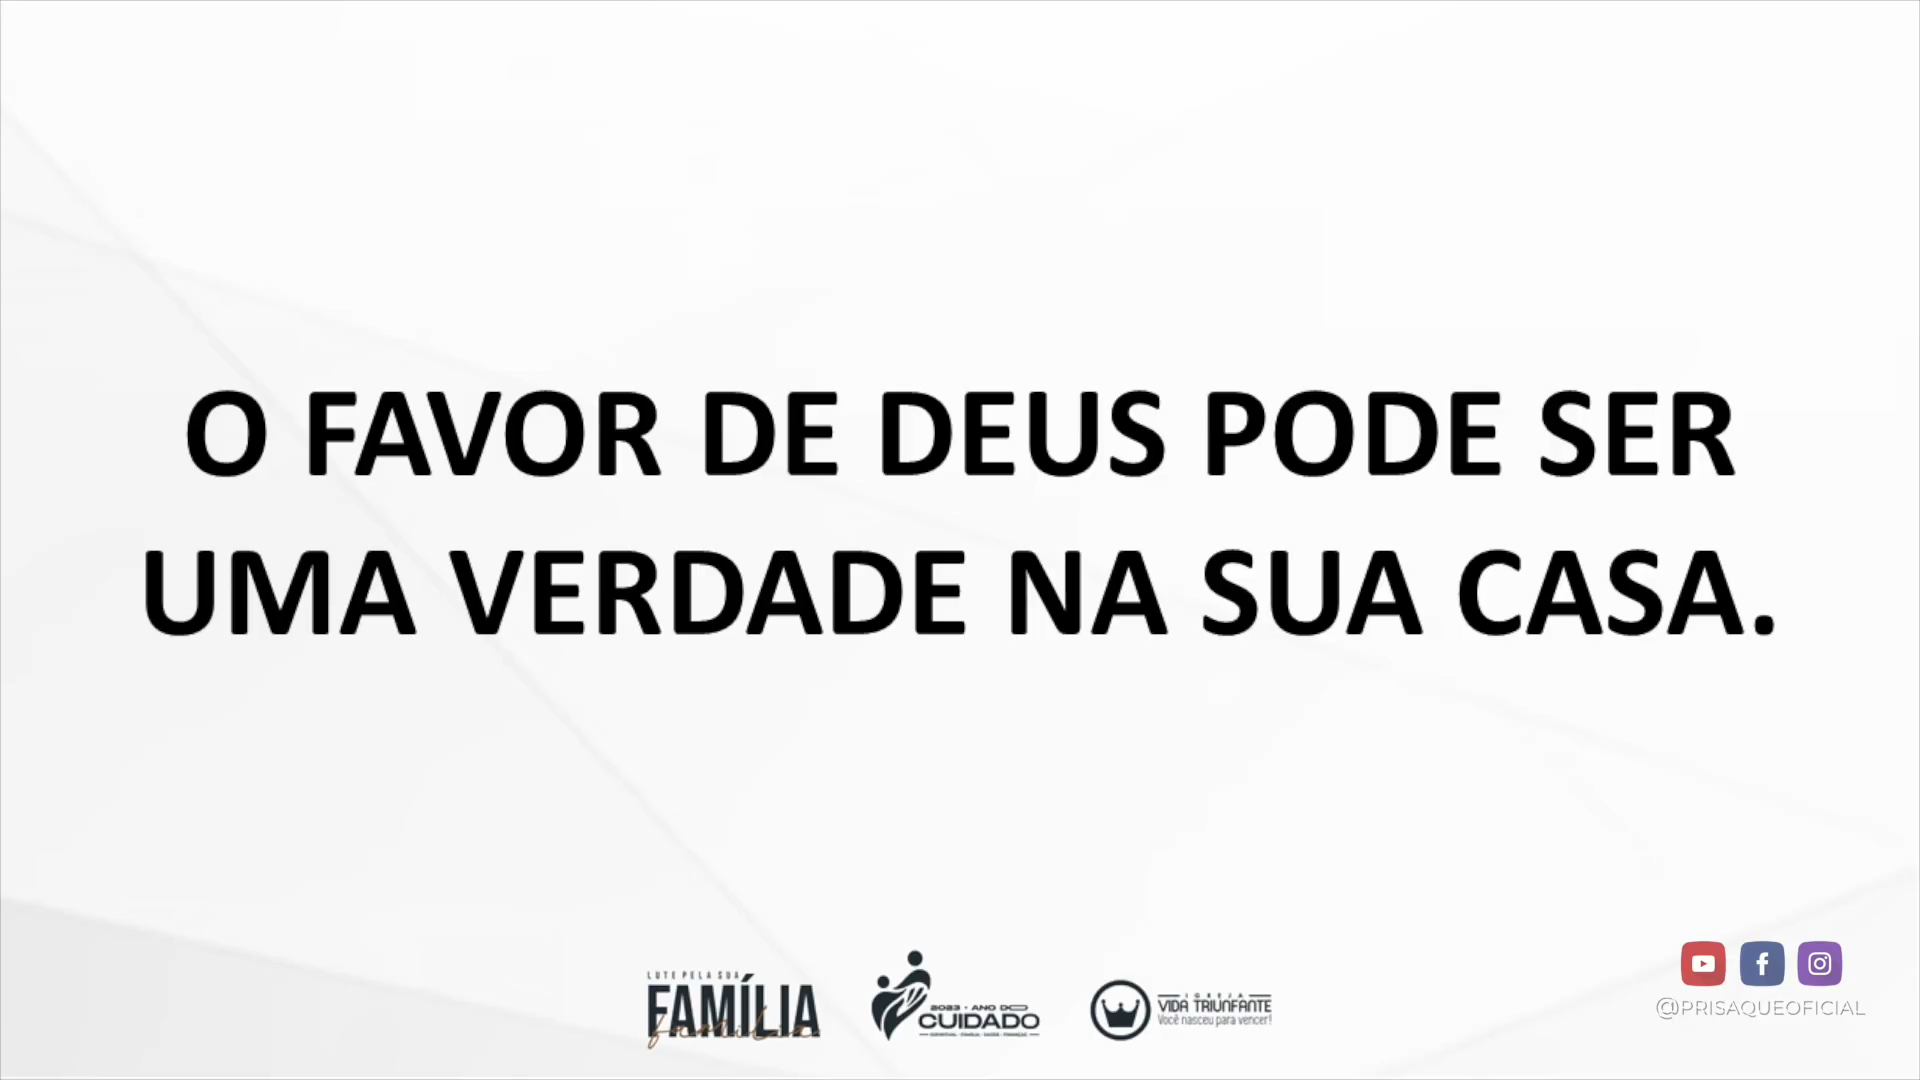 O FAVOR DE DEUS PODE SER
UMA VERDADE NA SUA CASA.
LUTE PELA SUA
FAMÍLIA
família
2023 • ANO DO
CUIDADO
IGREJA
VIDA TRIUNFANTE
Você nasceu para vencer!
@PRISAQUEOFICIAL